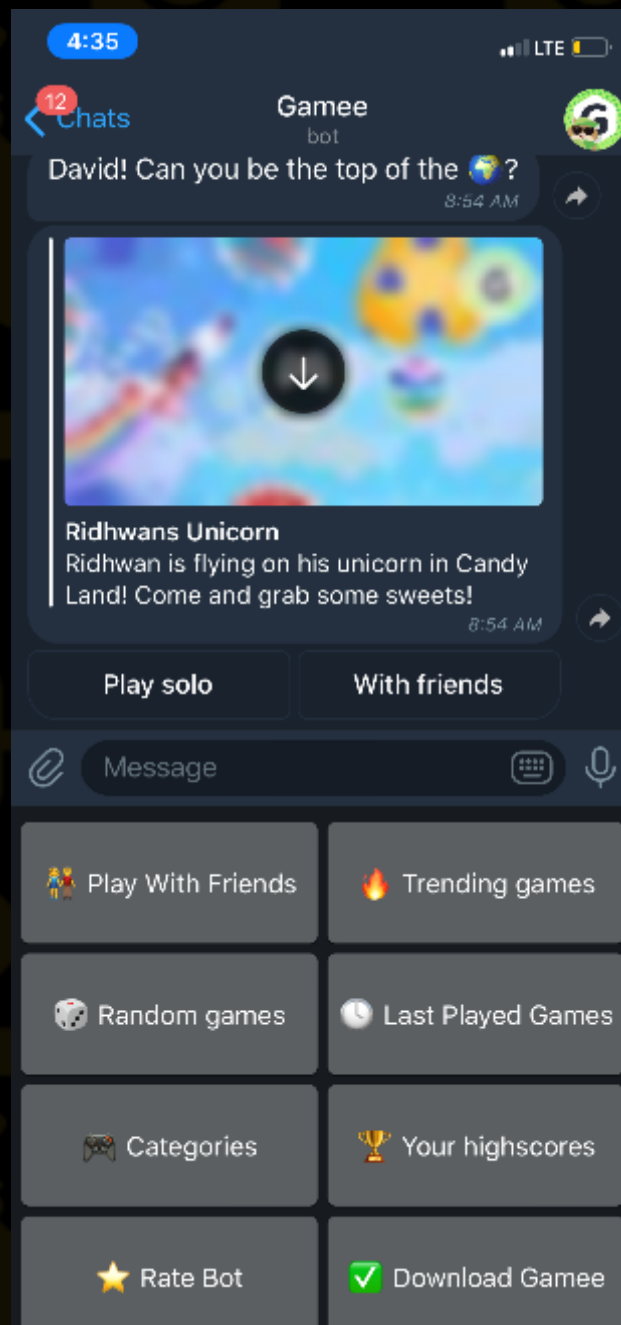 4:35
LTE
12
Chats
Gamee
bot
G
David! Can you be the top of the 🌍?
8:54 AM
G
Ridhwans Unicorn
Ridhwan is flying on his unicorn in Candy
Land! Come and grab some sweets!
8:54 AM
Play solo
With friends
Message
👫 Play With Friends
🔥 Trending games
🎲 Random games
🕓 Last Played Games
🎮 Categories
🏆 Your highscores
⭐ Rate Bot
✅ Download Gamee